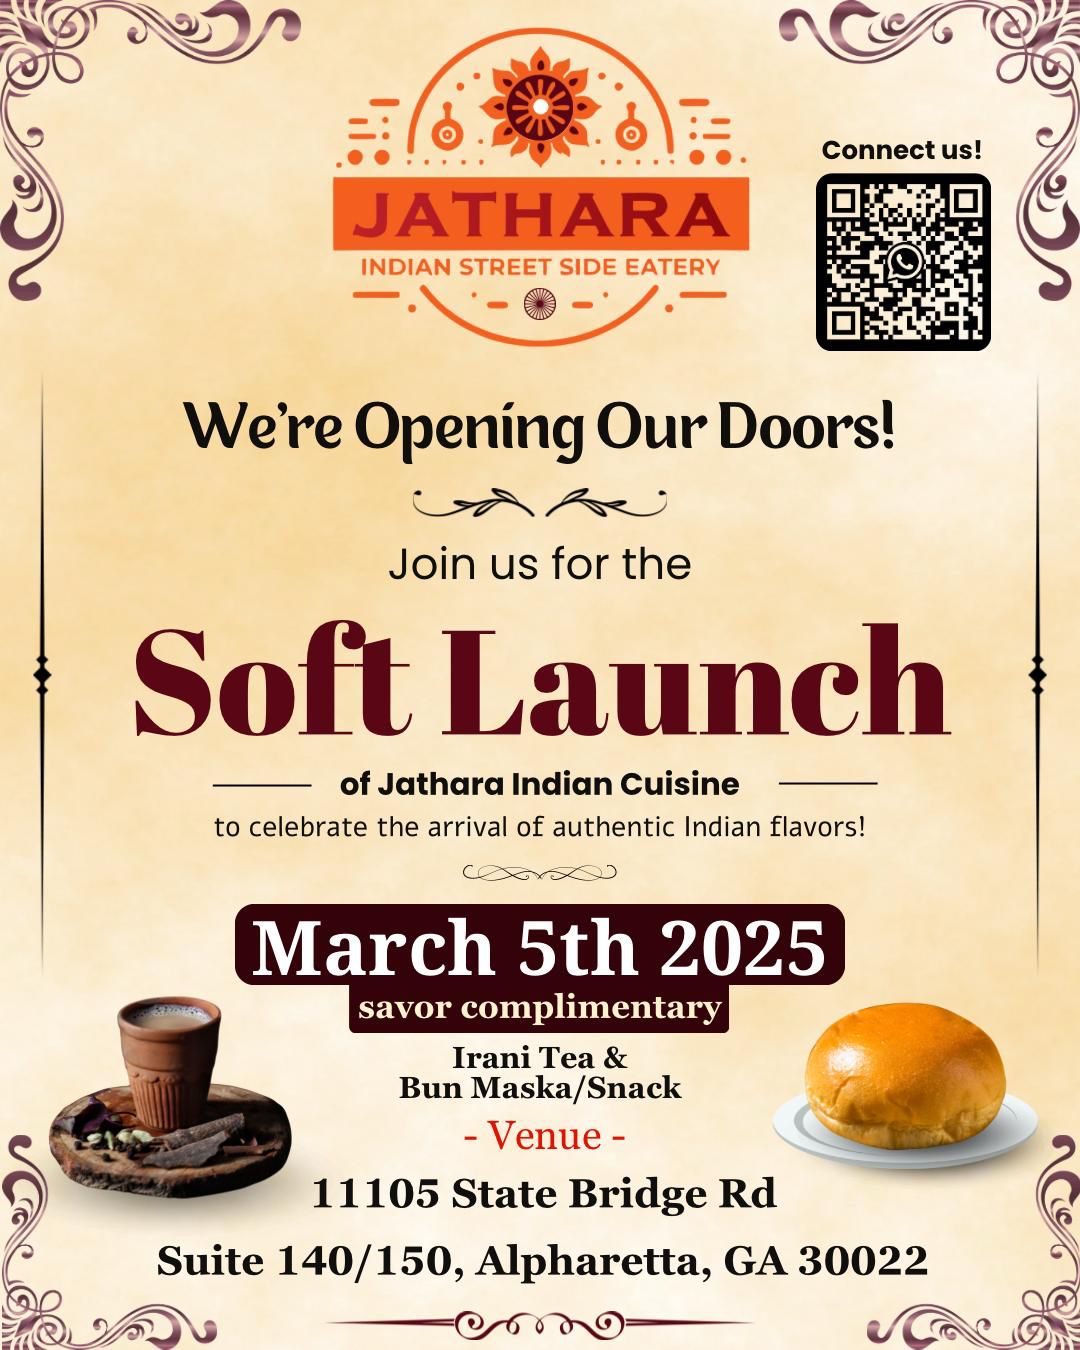 JATHARA
INDIAN STREET SIDE EATERY
Connect us!
We're Opening Our Doors!
Join us for the
Soft Launch
of Jathara Indian Cuisine
to celebrate the arrival of authentic Indian flavors!
March 5th 2025
savor complimentary
Irani Tea &
Bun Maska/Snack
- Venue -
11105 State Bridge Rd
Suite 140/150, Alpharetta, GA 30022